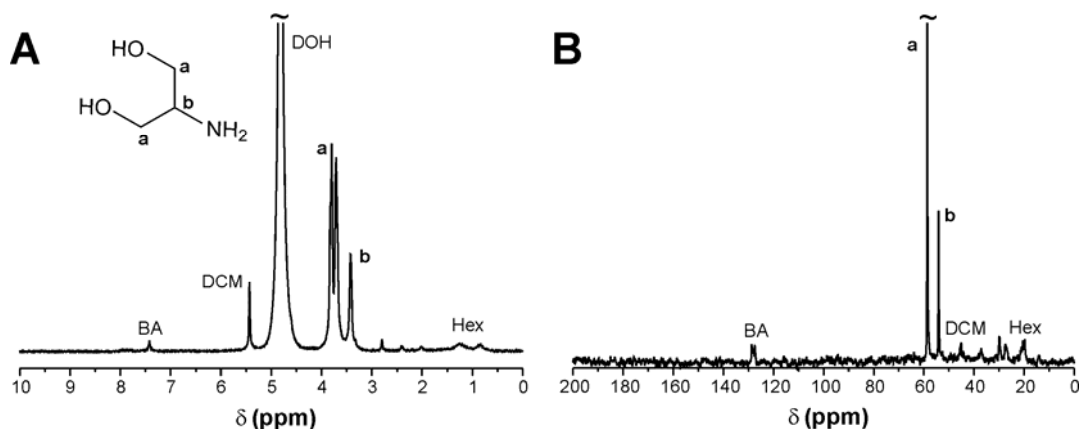 A
~
DOH
HO
a
b
HO
NH2
a
a
b
DCM
BA
Hex
10 9 8 7 6 5 4 3 2 1 0
δ (ppm)
B
~
a
b
BA
DCM
Hex
200 180 160 140 120 100 80 60 40 20 0
δ (ppm)